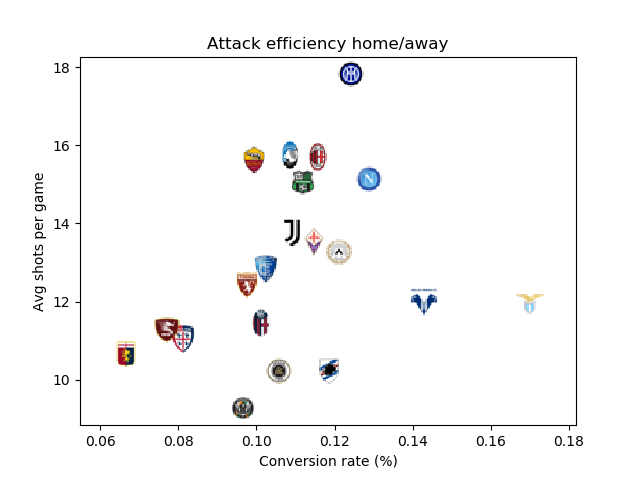 Attack efficiency home/away
18
16
14
12
10
Avg shots per game
0.06 0.08 0.10 0.12 0.14 0.16 0.18
Conversion rate (%)